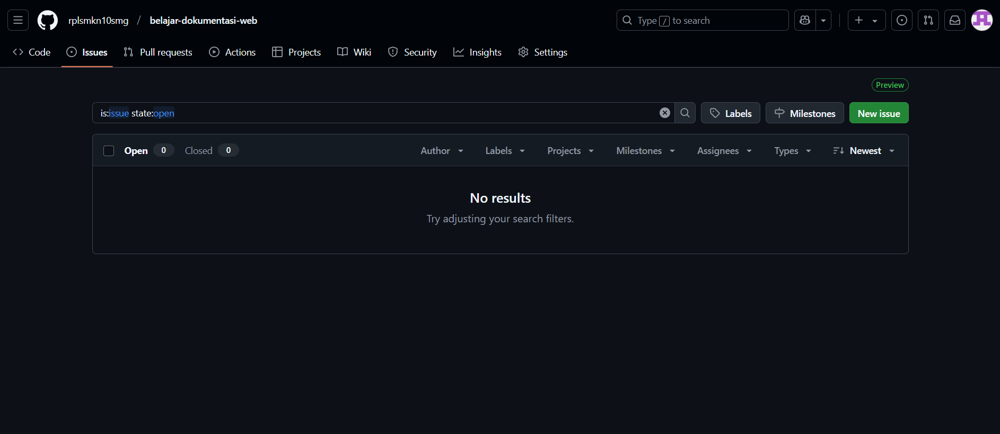 rplsmkn10smg / belajar-dokumentasi-web
Type / to search
Code Issues Pull requests Actions Projects Wiki Security Insights Settings
Preview
is:issue state:open
Labels Milestones New issue
Open 0 Closed 0 Author Labels Projects Milestones Assignees Types Newest
No results
Try adjusting your search filters.